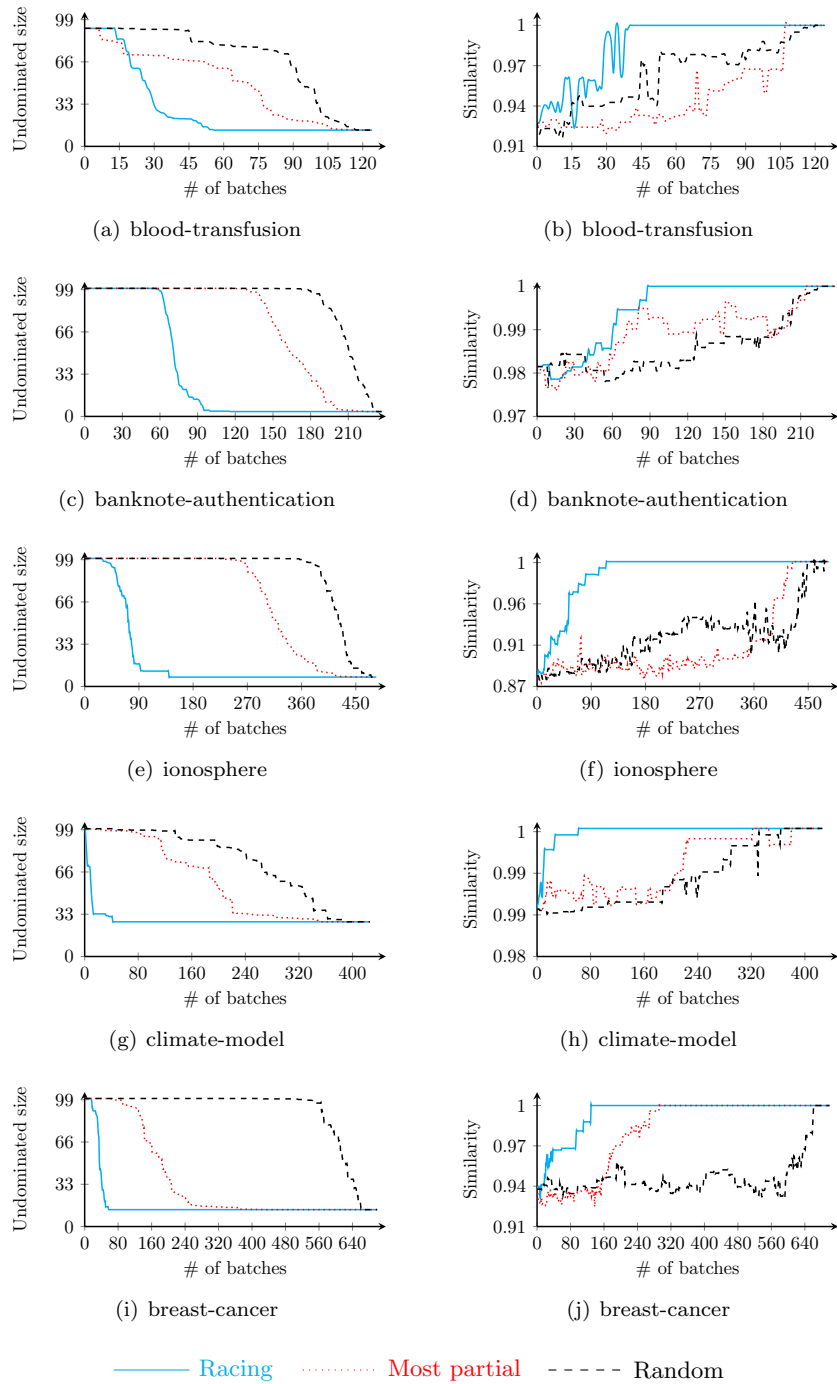 99
66
33
0
0 15 30 45 60 75 90 105 120
# of batches
Undominated size
(a) blood-transfusion
1
0.97
0.94
0.91
0 15 30 45 60 75 90 105 120
# of batches
Similarity
(b) blood-transfusion
99
66
33
0
0 30 60 90 120 150 180 210
# of batches
Undominated size
(c) banknote-authentication
1
0.99
0.98
0.97
0 30 60 90 120 150 180 210
# of batches
Similarity
(d) banknote-authentication
99
66
33
0
0 90 180 270 360 450
# of batches
Undominated size
(e) ionosphere
1
0.96
0.91
0.87
0 90 180 270 360 450
# of batches
Similarity
(f) ionosphere
99
66
33
0
0 80 160 240 320 400
# of batches
Undominated size
(g) climate-model
1
0.99
0.99
0.98
0 80 160 240 320 400
# of batches
Similarity
(h) climate-model
99
66
33
0
0 80 160 240 320 400 480 560 640
# of batches
Undominated size
(i) breast-cancer
1
0.97
0.94
0.91
0 80 160 240 320 400 480 560 640
# of batches
Similarity
(j) breast-cancer
Racing Most partial Random